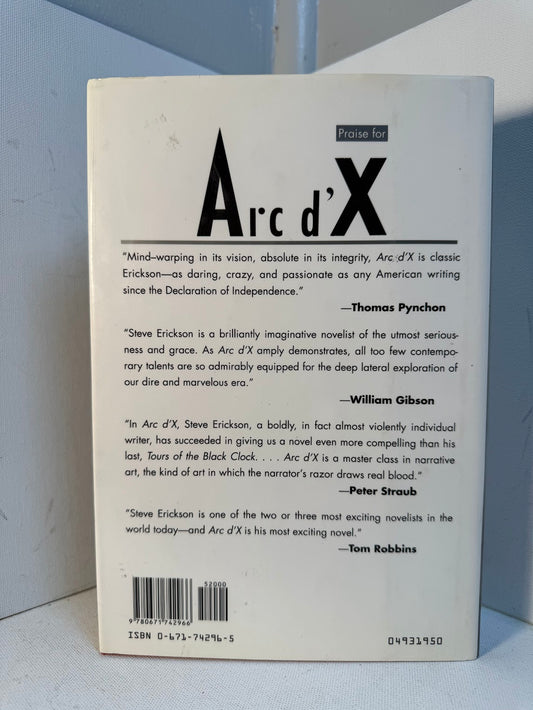 Praise for
Arc d'X
"Mind–warping in its vision, absolute in its integrity, Arc d'X is classic
Erickson—as daring, crazy, and passionate as any American writing
since the Declaration of Independence."
—Thomas Pynchon
"Steve Erickson is a brilliantly imaginative novelist of the utmost serious-
ness and grace. As Arc d'X amply demonstrates, all too few contempo-
rary talents are so admirably equipped for the deep lateral exploration of
our dire and marvelous era."
—William Gibson
"In Arc d'X, Steve Erickson, a boldly, in fact almost violently individual
writer, has succeeded in giving us a novel even more compelling than his
last, Tours of the Black Clock. . . . Arc d'X is a master class in narrative
art, the kind of art in which the narrator's razor draws real blood."
—Peter Straub
"Steve Erickson is one of the two or three most exciting novelists in the
world today—and Arc d'X is his most exciting novel."
—Tom Robbins
52000
9 780671 742966
ISBN 0-671-74296-5
04931950